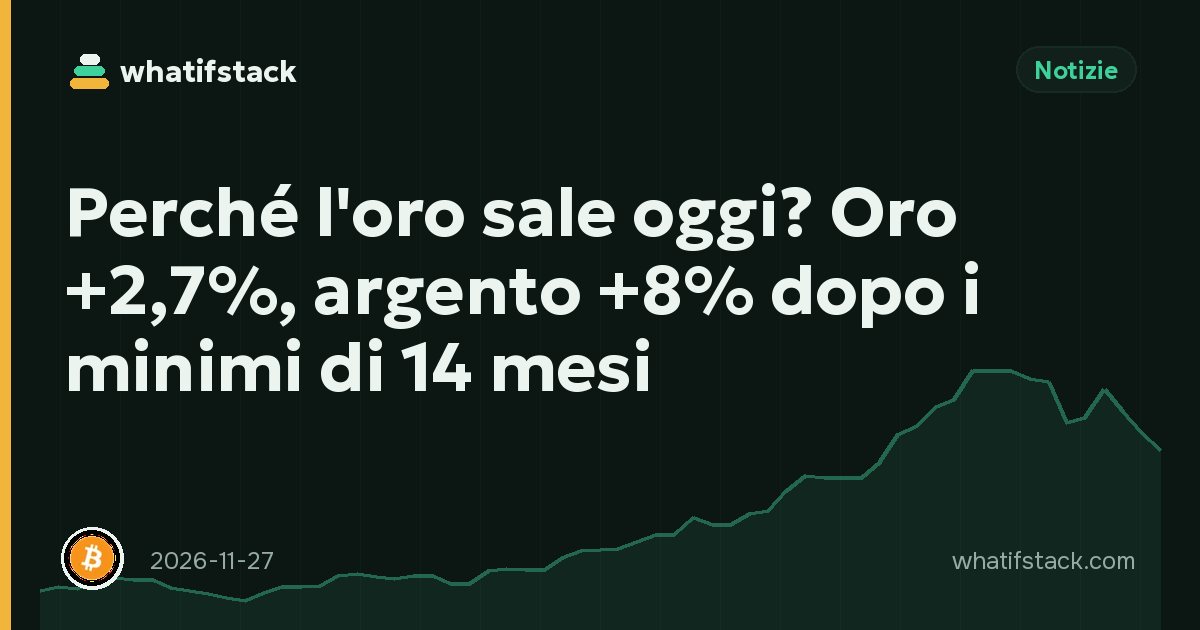 whatifstack
Notizie
Perché l'oro sale oggi? Oro
+2,7%, argento +8% dopo i
minimi di 14 mesi
2026-11-27
whatifstack.com